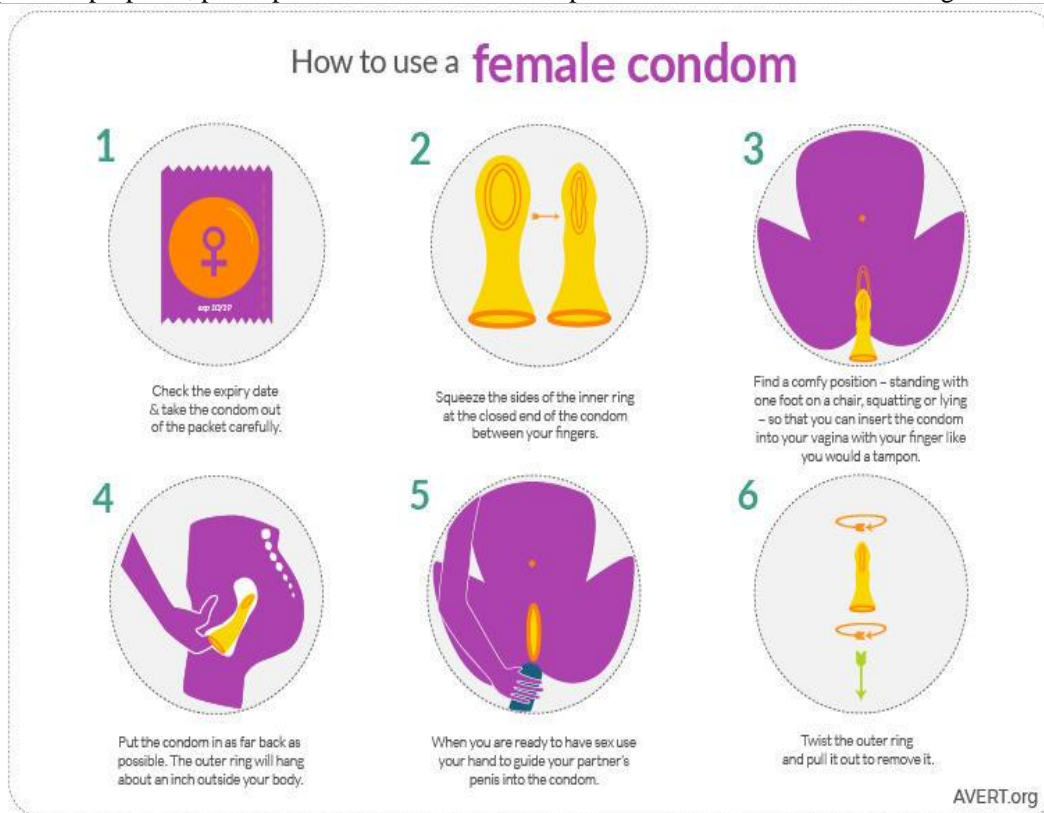 How to use a female condom
1
2
3
Check the expiry date
& take the condom out
of the packet carefully.
Squeeze the sides of the inner ring
at the closed end of the condom
between your fingers.
Find a comfy position – standing with
one foot on a chair, squatting or lying
– so that you can insert the condom
into your vagina with your finger like
you would a tampon.
4
5
6
Put the condom in as far back as
possible. The outer ring will hang
about an inch outside your body.
When you are ready to have sex use
your hand to guide your partner's
penis into the condom.
Twist the outer ring
and pull it out to remove it.
AVERT.org